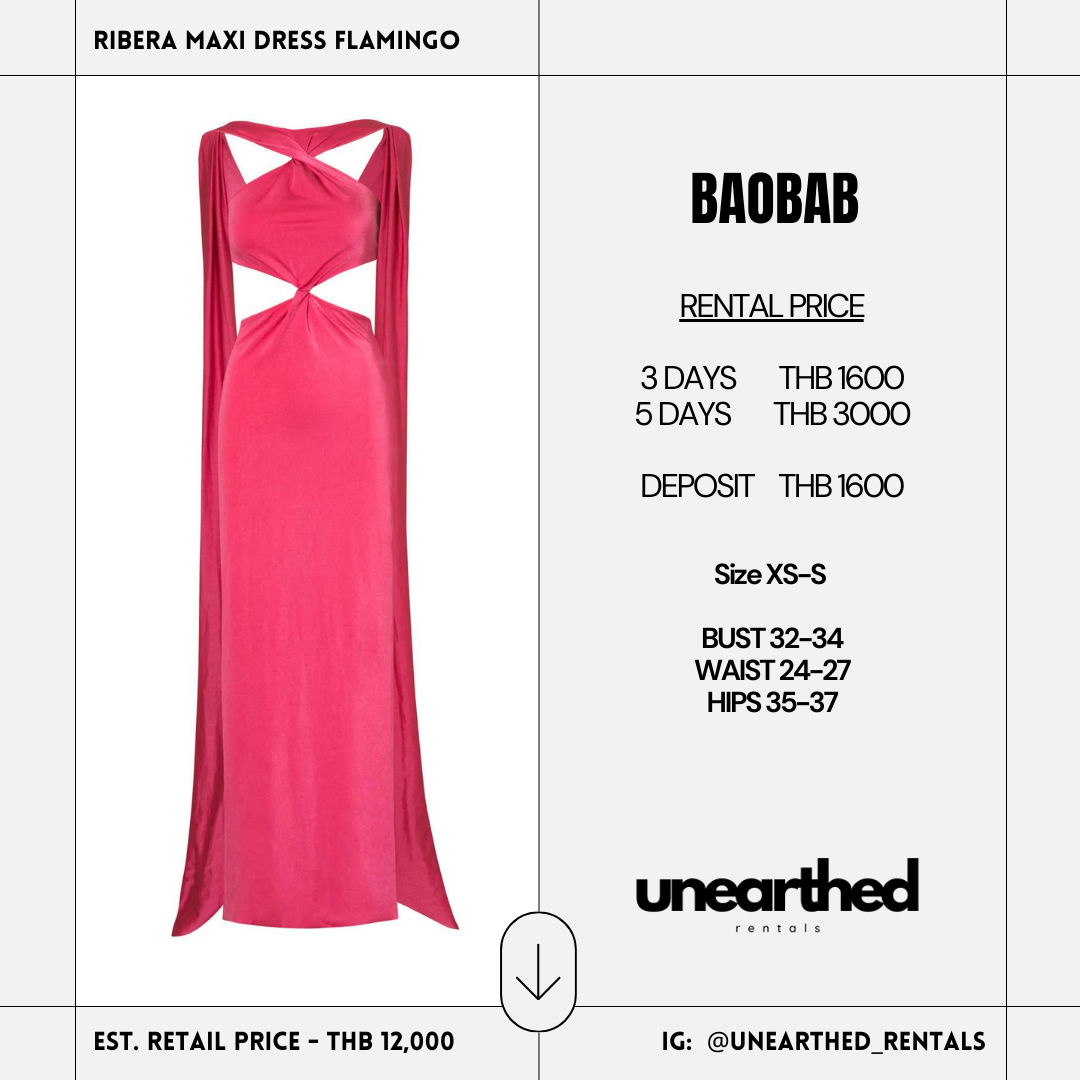 RIBERA MAXI DRESS FLAMINGO
BAOBAB
RENTAL PRICE
3 DAYS THB 1600
5 DAYS THB 3000
DEPOSIT THB 1600
Size XS-S
BUST 32-34
WAIST 24-27
HIPS 35-37
unearthed
rentals
EST. RETAIL PRICE - THB 12,000
IG: @UNEARTHED_RENTALS